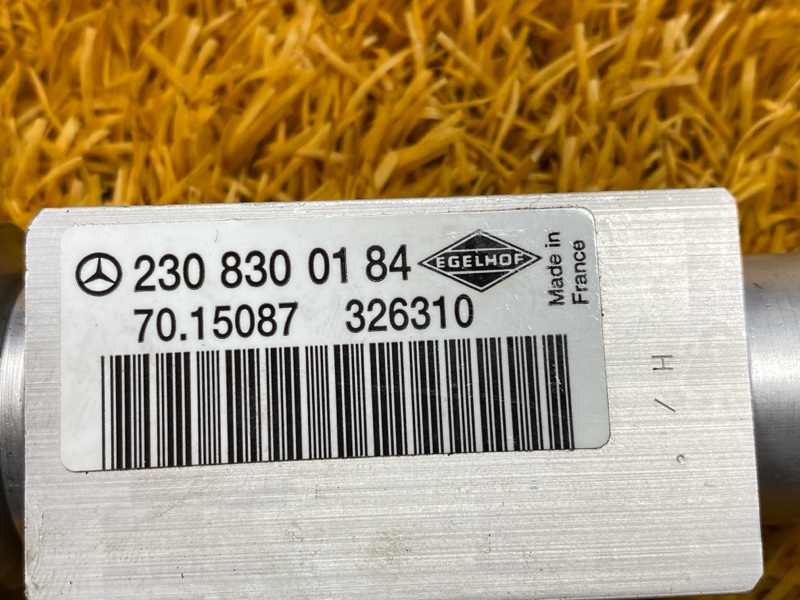 230 830 01 84
EGELHOF
Made in
France
70.15087 326310
H
/